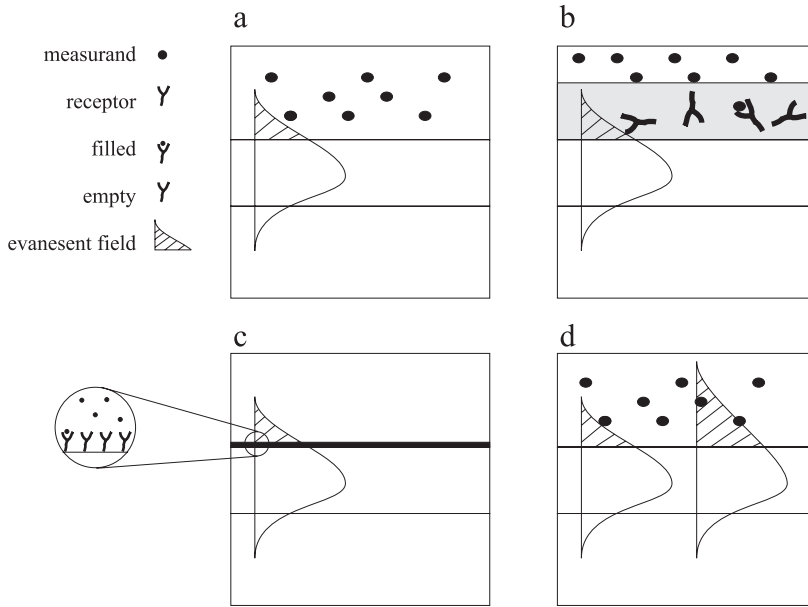 measurand
receptor
filled
empty
evanesent field
a
b
c
d